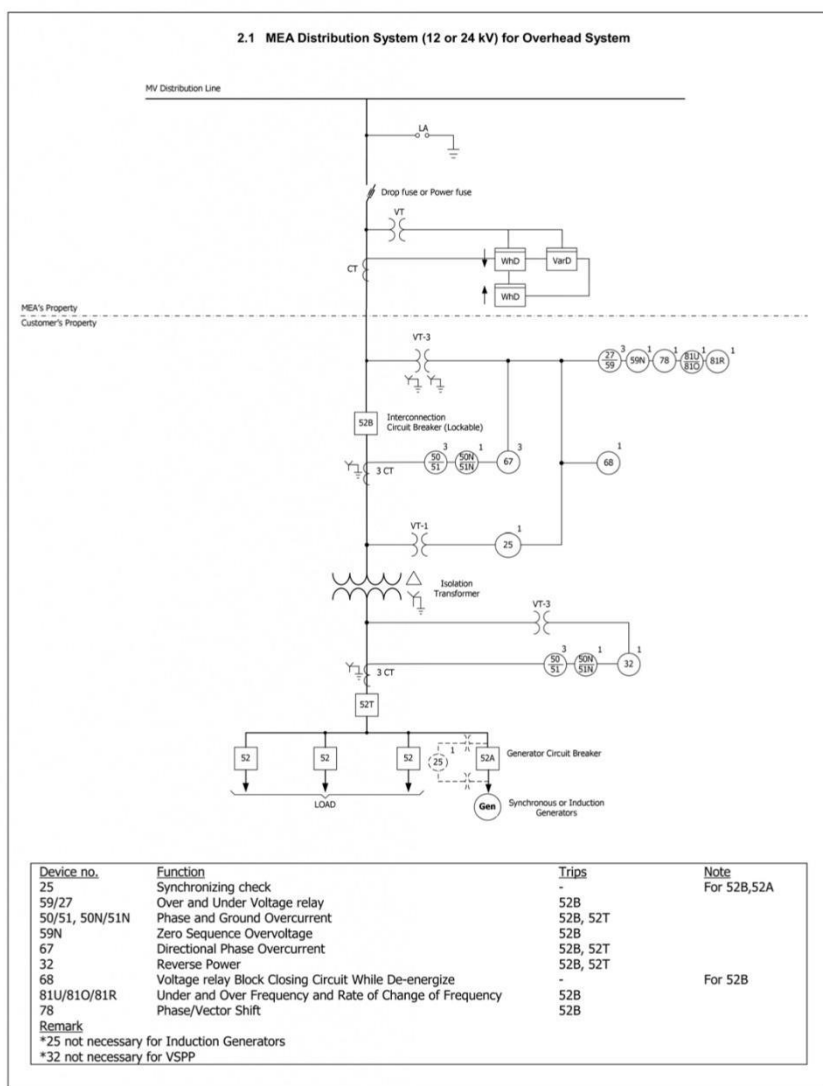 2.1 MEA Distribution System (12 or 24 kV) for Overhead System
MV Distribution Line
LA
Drop fuse or Power fuse
VT
CT
WhD
VarD
WhD
MEA's Property
Customer's Property
VT-3
27
59
3
59N
1
78
1
81U
81O
1
81R
1
52B
Interconnection
Circuit Breaker (Lockable)
3 CT
50
51
3
50N
51N
1
67
3
68
1
VT-1
25
1
Isolation
Transformer
VT-3
3 CT
50
51
3
50N
51N
1
32
1
52T
52
52
52
25
1
52A
Generator Circuit Breaker
LOAD
Gen
Synchronous or Induction
Generators
Device no. Function Trips Note
25 Synchronizing check - For 52B,52A
59/27 Over and Under Voltage relay 52B
50/51, 50N/51N Phase and Ground Overcurrent 52B, 52T
59N Zero Sequence Overvoltage 52B
67 Directional Phase Overcurrent 52B, 52T
32 Reverse Power 52B, 52T
68 Voltage relay Block Closing Circuit While De-energize - For 52B
81U/81O/81R Under and Over Frequency and Rate of Change of Frequency 52B
78 Phase/Vector Shift 52B
Remark
*25 not necessary for Induction Generators
*32 not necessary for VSPP